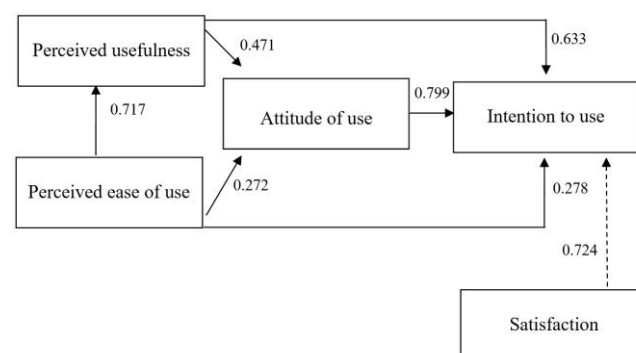 Perceived usefulness
0.471
0.633
0.717
Attitude of use
0.799
Intention to use
Perceived ease of use
0.272
0.278
0.724
Satisfaction